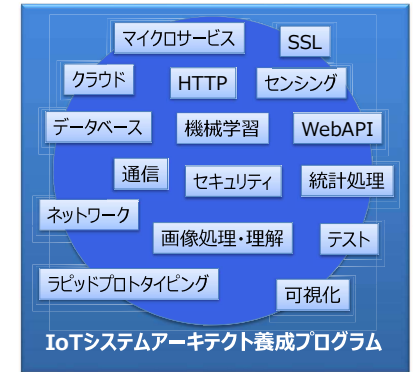 マイクロサービス
SSL
クラウド
HTTP
センシング
データベース
機械学習
WebAPI
通信
セキュリティ
統計処理
ネットワーク
画像処理・理解
テスト
ラピッドプロトタイピング
可視化
IoTシステムアーキテクト養成プログラム